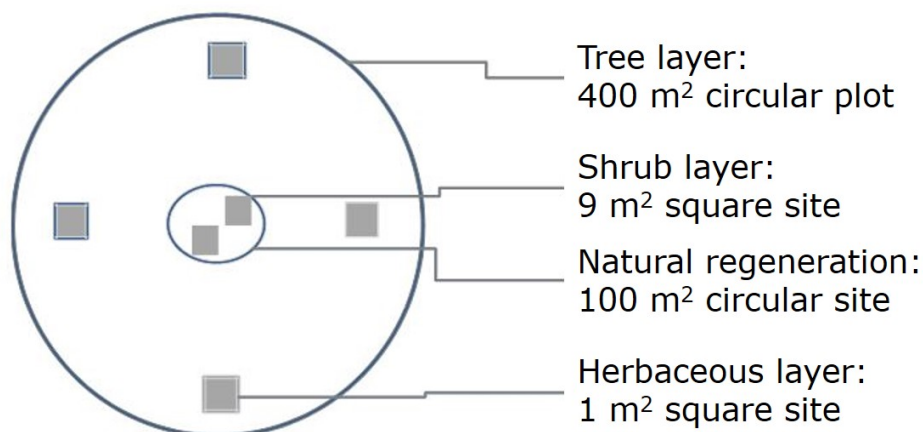 Tree layer:
400 m² circular plot
Shrub layer:
9 m² square site
Natural regeneration:
100 m² circular site
Herbaceous layer:
1 m² square site